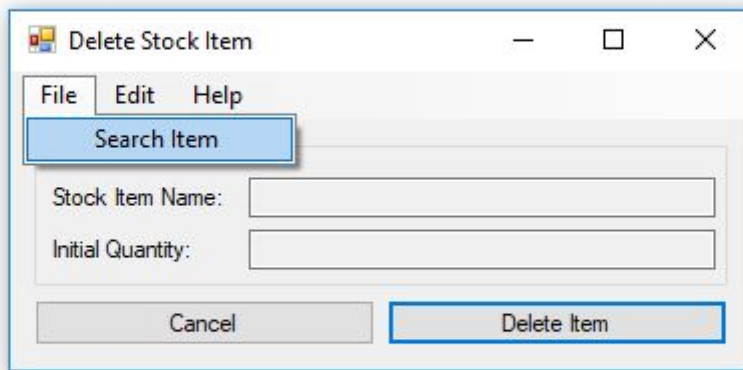 Delete Stock Item
File Edit Help
Search Item
Stock Item Name:
Initial Quantity:
Cancel Delete Item